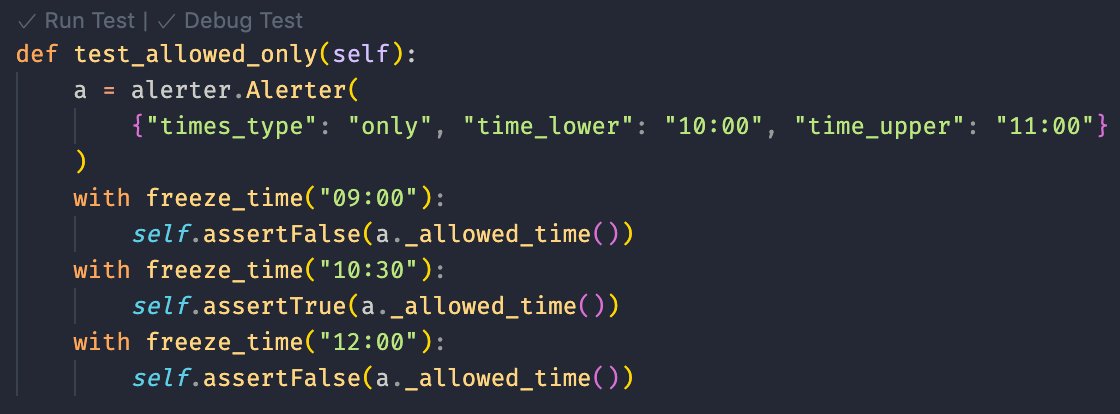 ✓ Run Test | ✓ Debug Test
def test_allowed_only(self):
    a = alerter.Alerter(
        {"times_type": "only", "time_lower": "10:00", "time_upper": "11:00"}
    )
    with freeze_time("09:00"):
        self.assertFalse(a._allowed_time())
    with freeze_time("10:30"):
        self.assertTrue(a._allowed_time())
    with freeze_time("12:00"):
        self.assertFalse(a._allowed_time())